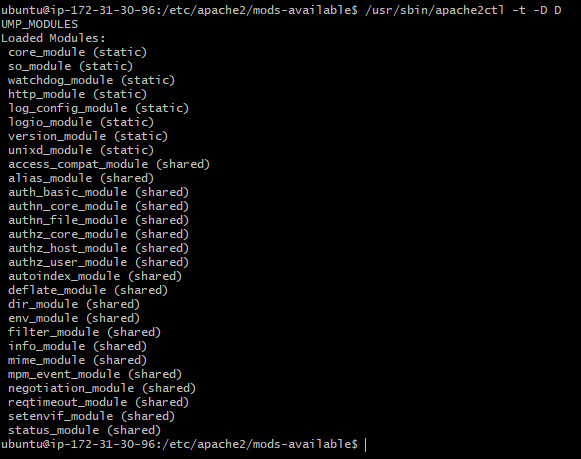 ubuntu@ip-172-31-30-96:/etc/apache2/mods-available$ /usr/sbin/apache2ctl -t -D D
UMP_MODULES
Loaded Modules:
 core_module (static)
 so_module (static)
 watchdog_module (static)
 http_module (static)
 log_config_module (static)
 logio_module (static)
 version_module (static)
 unixd_module (static)
 access_compat_module (shared)
 alias_module (shared)
 auth_basic_module (shared)
 authn_core_module (shared)
 authn_file_module (shared)
 authz_core_module (shared)
 authz_host_module (shared)
 authz_user_module (shared)
 autoindex_module (shared)
 deflate_module (shared)
 dir_module (shared)
 env_module (shared)
 filter_module (shared)
 info_module (shared)
 mime_module (shared)
 mpm_event_module (shared)
 negotiation_module (shared)
 reqtimeout_module (shared)
 setenvif_module (shared)
 status_module (shared)
ubuntu@ip-172-31-30-96:/etc/apache2/mods-available$